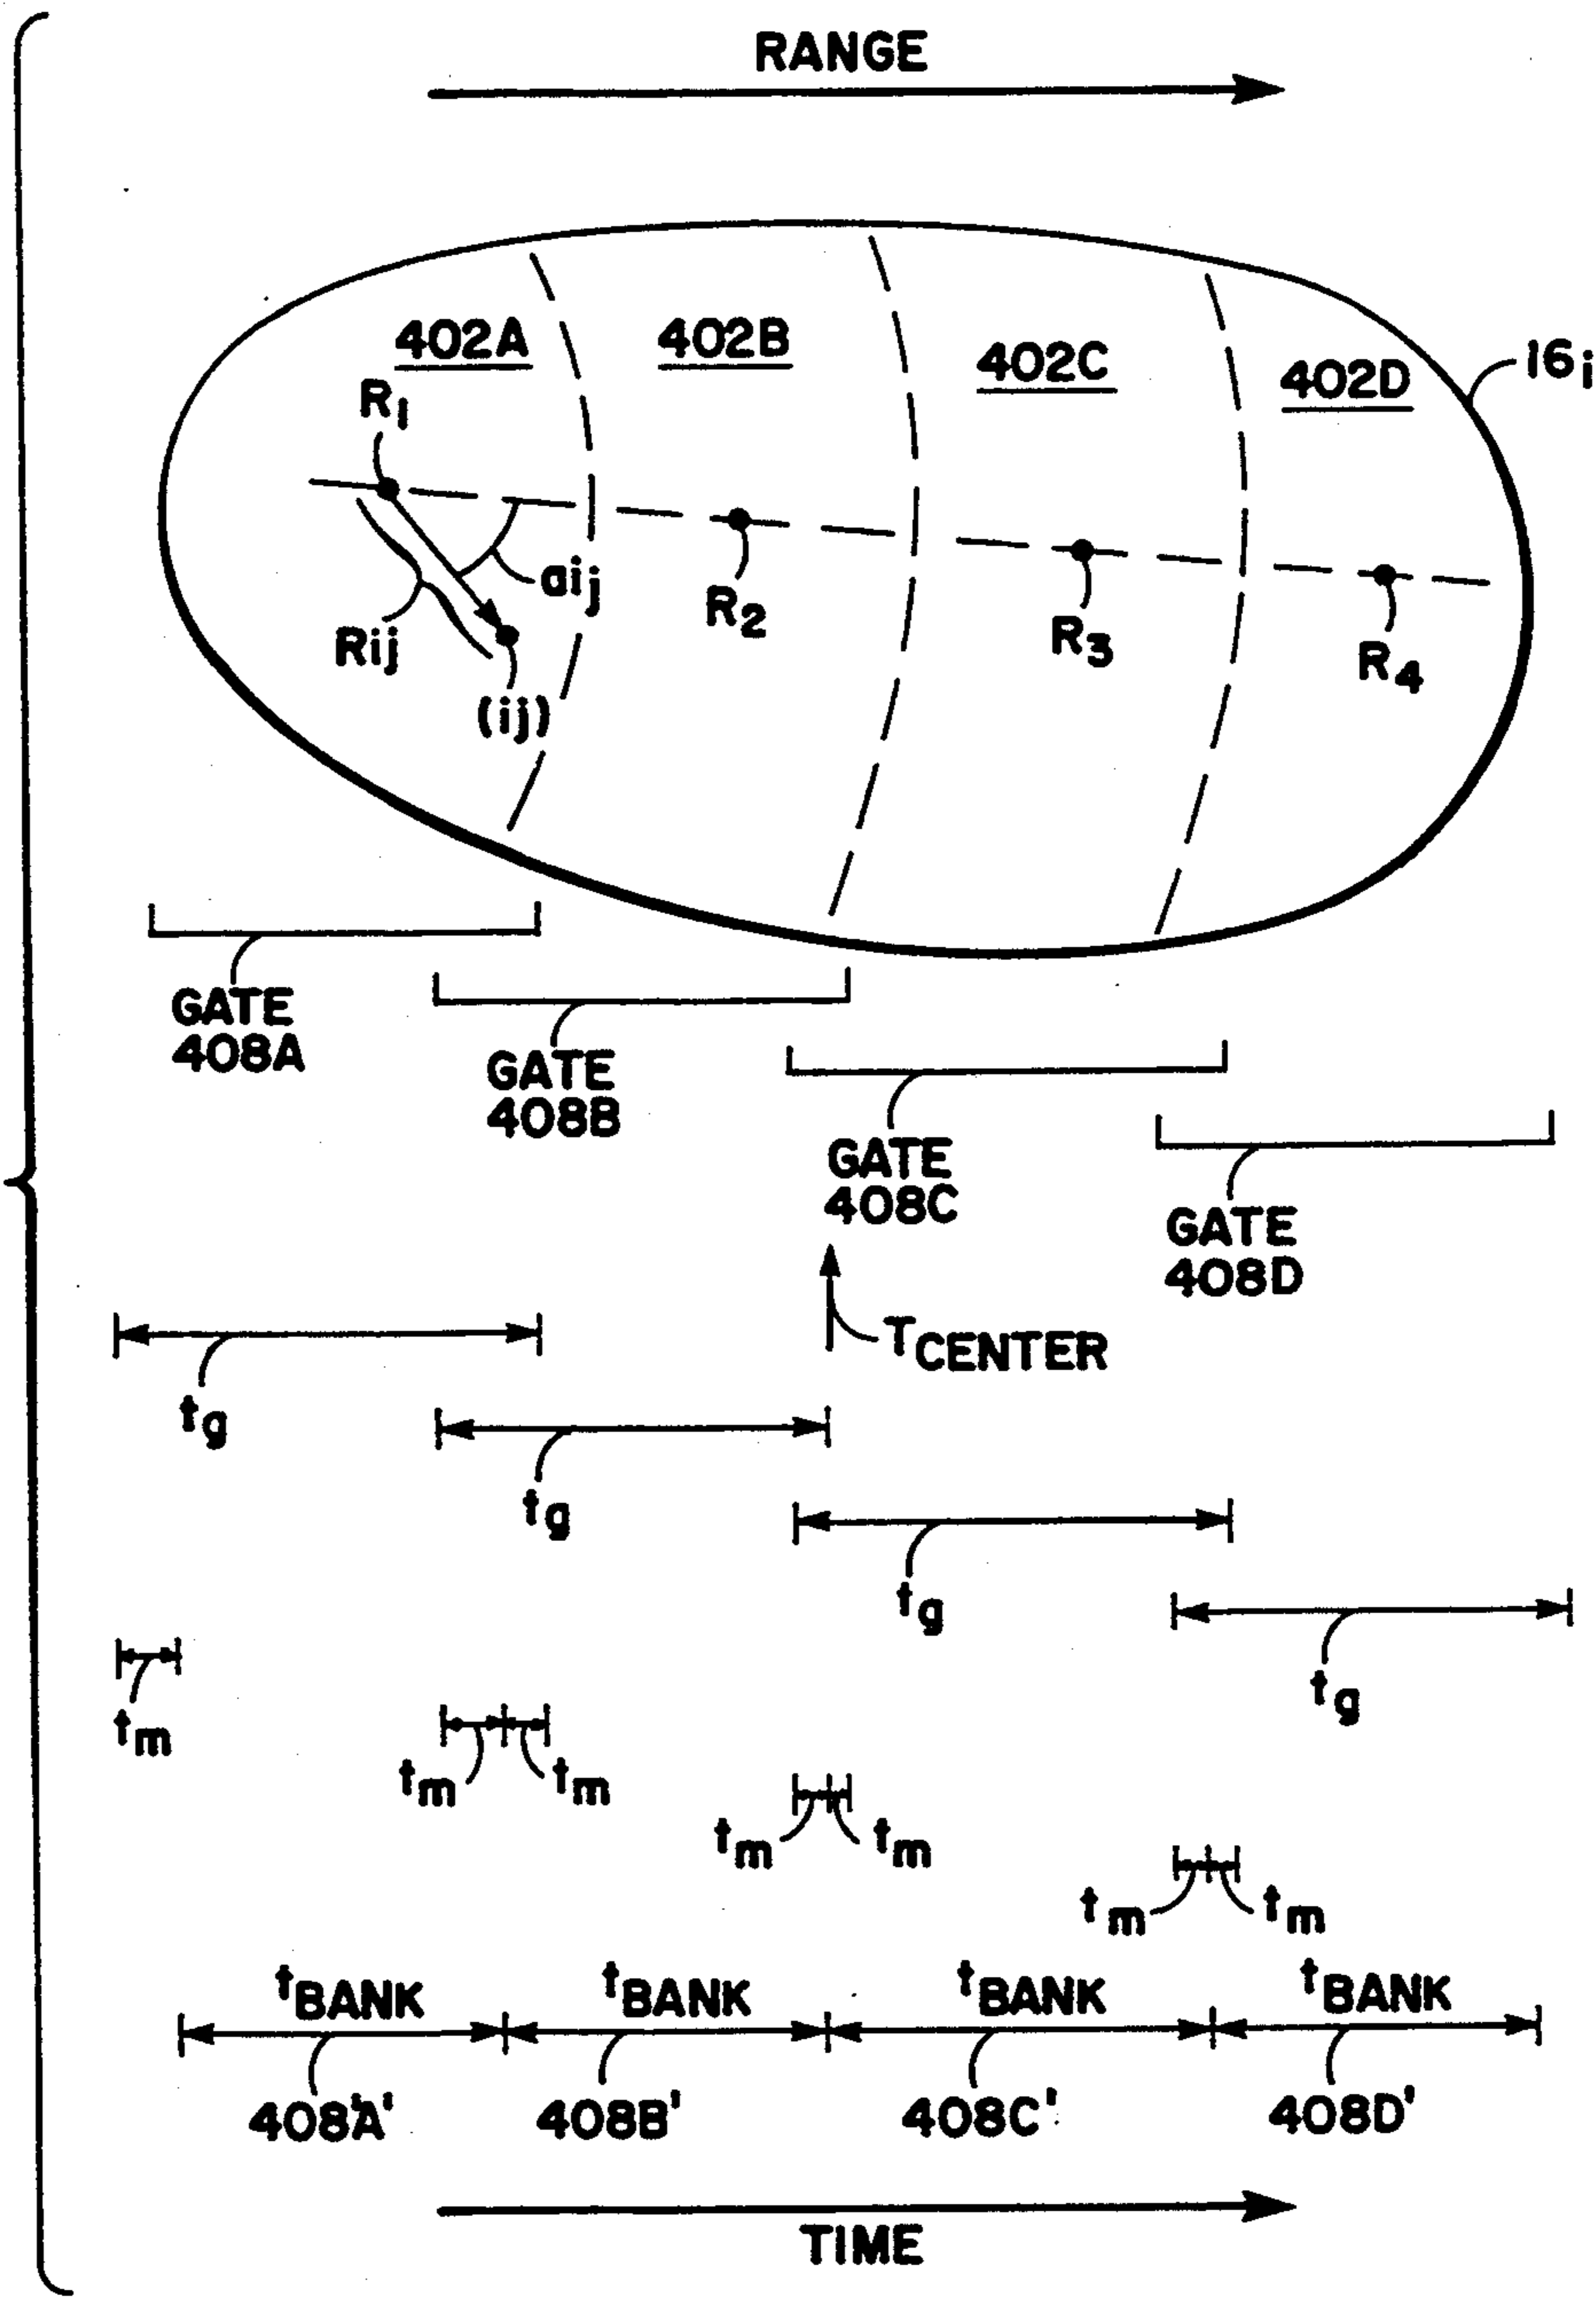 RANGE
402A
402B
402C
402D
16i
R1
aij
Rij
(ij)
R2
R3
R4
GATE
408A
GATE
408B
GATE
408C
GATE
408D
TCENTER
tg
tg
tg
tg
tm
tm tm
tm tm
tm tm
tBANK tBANK tBANK tBANK
408A' 408B' 408C' 408D'
TIME